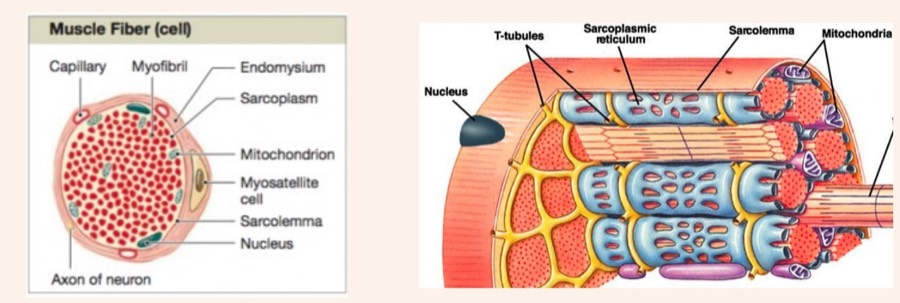 Muscle Fiber (cell)
Capillary
Myofibril
Endomysium
Sarcoplasm
Mitochondrion
Myosatellite
cell
Sarcolemma
Nucleus
Axon of neuron
T-tubules
Sarcoplasmic
reticulum
Sarcolemma
Mitochondria
Nucleus